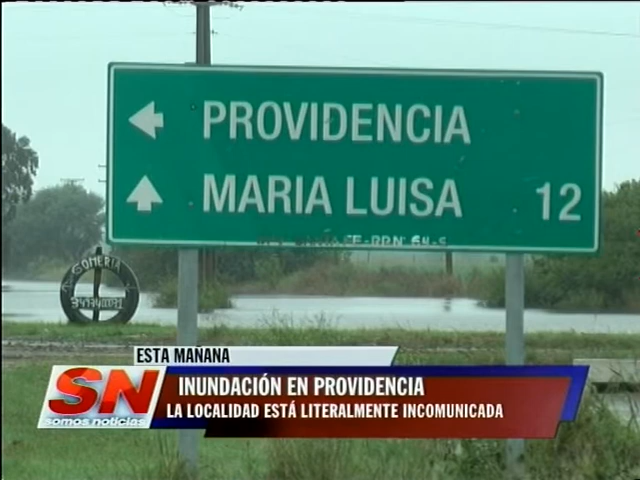 PROVIDENCIA
MARIA LUISA 12
GOMERIA
ESTA MAÑANA
SN
somos noticias
INUNDACIÓN EN PROVIDENCIA
LA LOCALIDAD ESTÁ LITERALMENTE INCOMUNICADA